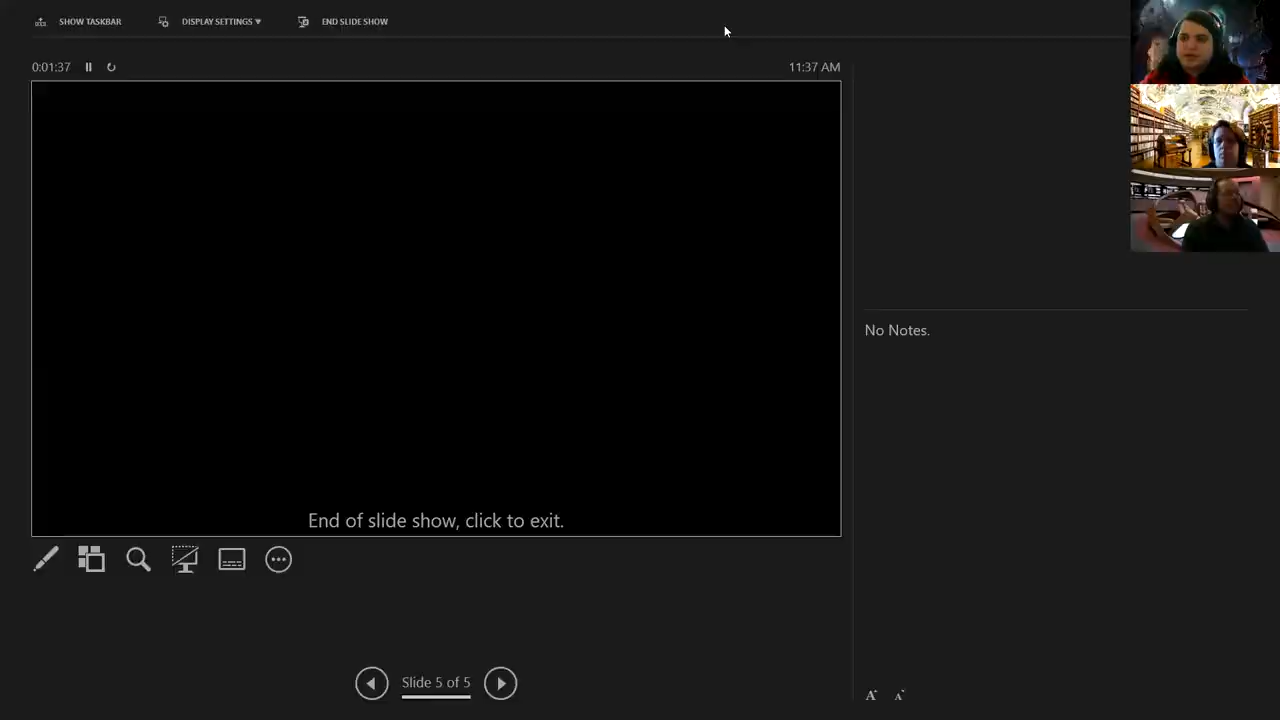 SHOW TASKBAR
DISPLAY SETTINGS ▼
END SLIDE SHOW
0:01:37
11:37 AM
No Notes.
End of slide show, click to exit.
Slide 5 of 5
A A